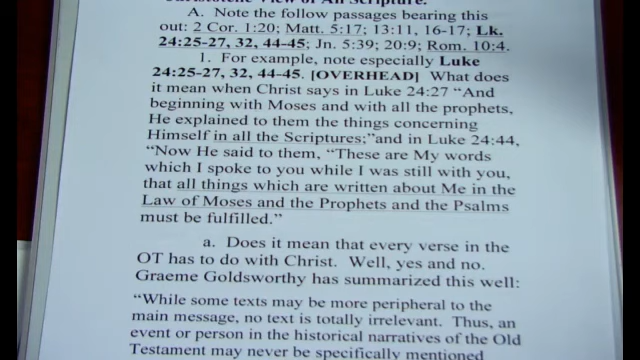 Christotelic View of All Scripture.
A. Note the follow passages bearing this
out: 2 Cor. 1:20; Matt. 5:17; 13:11, 16-17; Lk.
24:25-27, 32, 44-45; Jn. 5:39; 20:9; Rom. 10:4.
1. For example, note especially Luke
24:25-27, 32, 44-45. [OVERHEAD] What does
it mean when Christ says in Luke 24:27 “And
beginning with Moses and with all the prophets,
He explained to them the things concerning
Himself in all the Scriptures;”and in Luke 24:44,
“Now He said to them, “These are My words
which I spoke to you while I was still with you,
that all things which are written about Me in the
Law of Moses and the Prophets and the Psalms
must be fulfilled.”
a. Does it mean that every verse in the
OT has to do with Christ. Well, yes and no.
Graeme Goldsworthy has summarized this well:
“While some texts may be more peripheral to the
main message, no text is totally irrelevant. Thus, an
event or person in the historical narratives of the Old
Testament may never be specifically mentioned